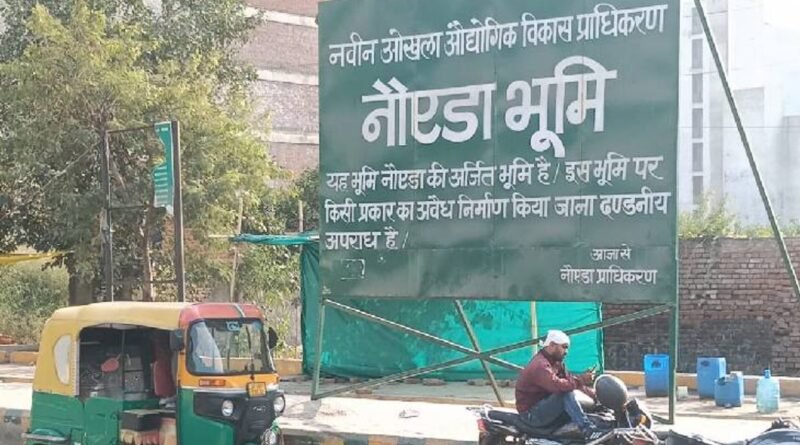 नवीन ओखला औद्योगिक विकास प्राधिकरण
नौएडा भूमि
यह भूमि नौएडा की अर्जित भूमि है / इस भूमि पर
किसी प्रकार का अवैध निर्माण किया जाना दण्डनीय
अपराध है /
आज्ञा से
नौएडा प्राधिकरण